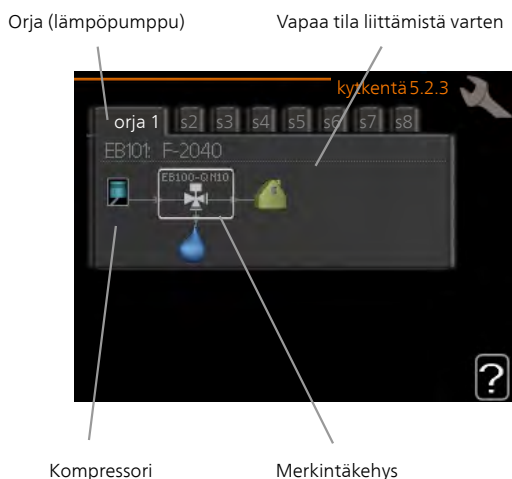 Orja (lämpöpumppu) Vapaa tila liittämistä varten
kytkentä 5.2.3
orja 1 s2 s3 s4 s5 s6 s7 s8
EB101: F-2040
EB100-QN10
?
Kompressori Merkintäkehys